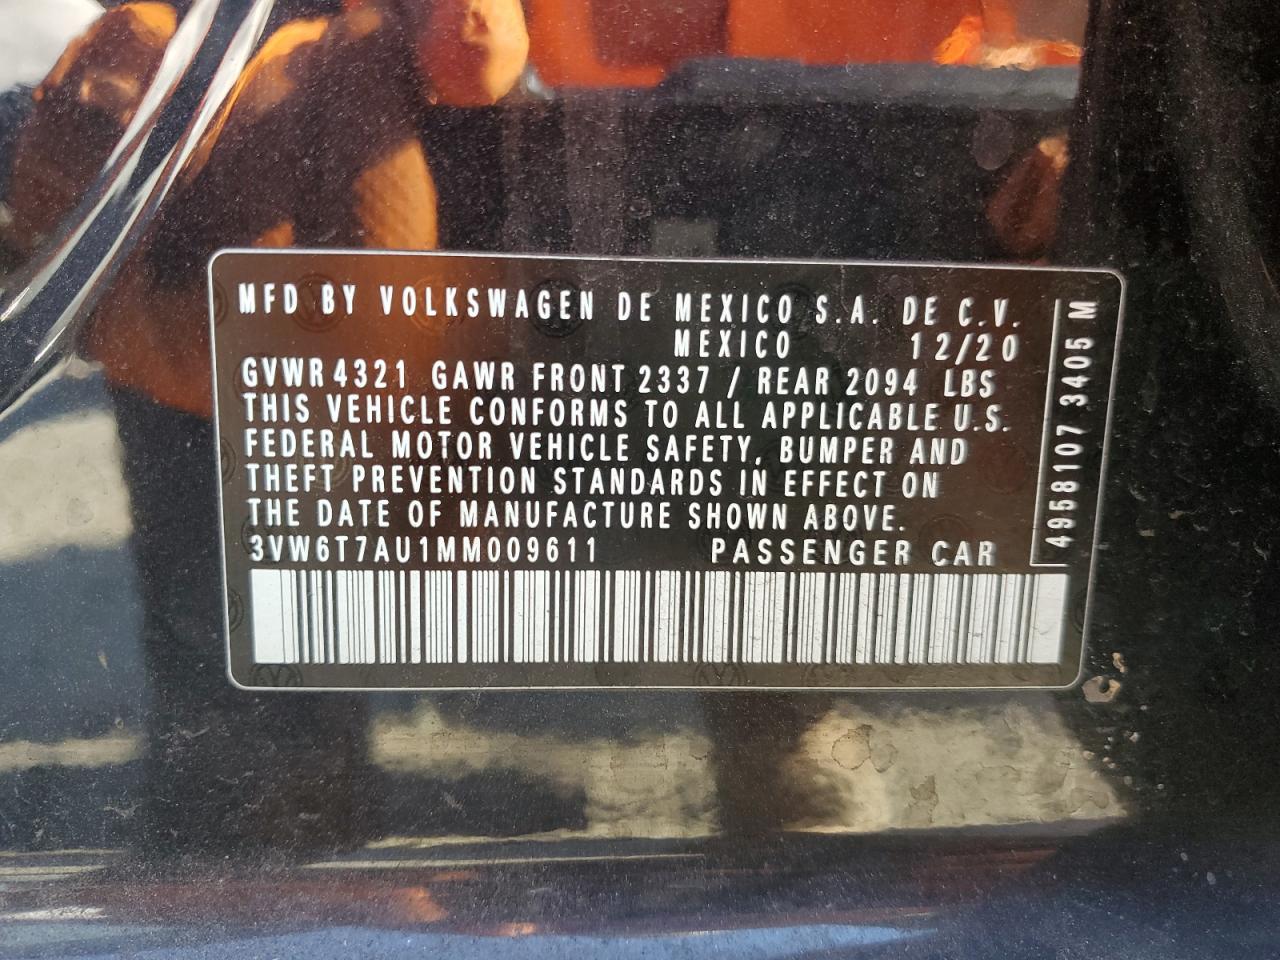 MFD BY VOLKSWAGEN DE MEXICO S.A. DE C.V.
MEXICO 12/20
GVWR 4321 GAWR FRONT 2337 / REAR 2094 LBS
THIS VEHICLE CONFORMS TO ALL APPLICABLE U.S.
FEDERAL MOTOR VEHICLE SAFETY, BUMPER AND
THEFT PREVENTION STANDARDS IN EFFECT ON
THE DATE OF MANUFACTURE SHOWN ABOVE.
3VW6T7AU1MM009611 PASSENGER CAR
4958107 3405 M